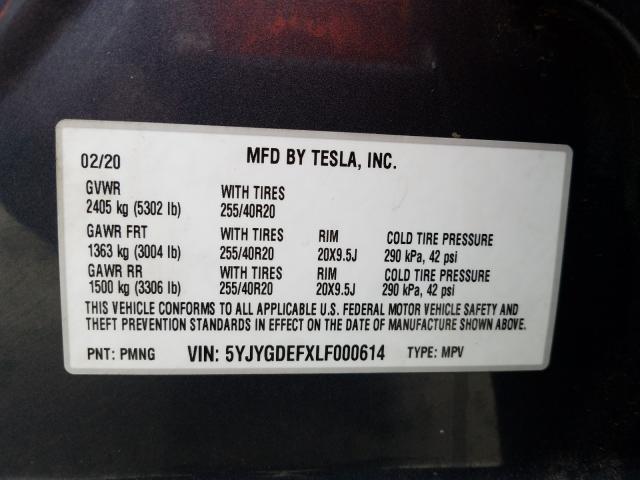 02/20 MFD BY TESLA, INC.
GVWR WITH TIRES
2405 kg (5302 lb) 255/40R20
GAWR FRT WITH TIRES RIM COLD TIRE PRESSURE
1363 kg (3004 lb) 255/40R20 20X9.5J 290 kPa, 42 psi
GAWR RR WITH TIRES RIM COLD TIRE PRESSURE
1500 kg (3306 lb) 255/40R20 20X9.5J 290 kPa, 42 psi
THIS VEHICLE CONFORMS TO ALL APPLICABLE U.S. FEDERAL MOTOR VEHICLE SAFETY AND
THEFT PREVENTION STANDARDS IN EFFECT ON THE DATE OF MANUFACTURE SHOWN ABOVE.
PNT: PMNG VIN: 5YJYGDEFXLF000614 TYPE: MPV